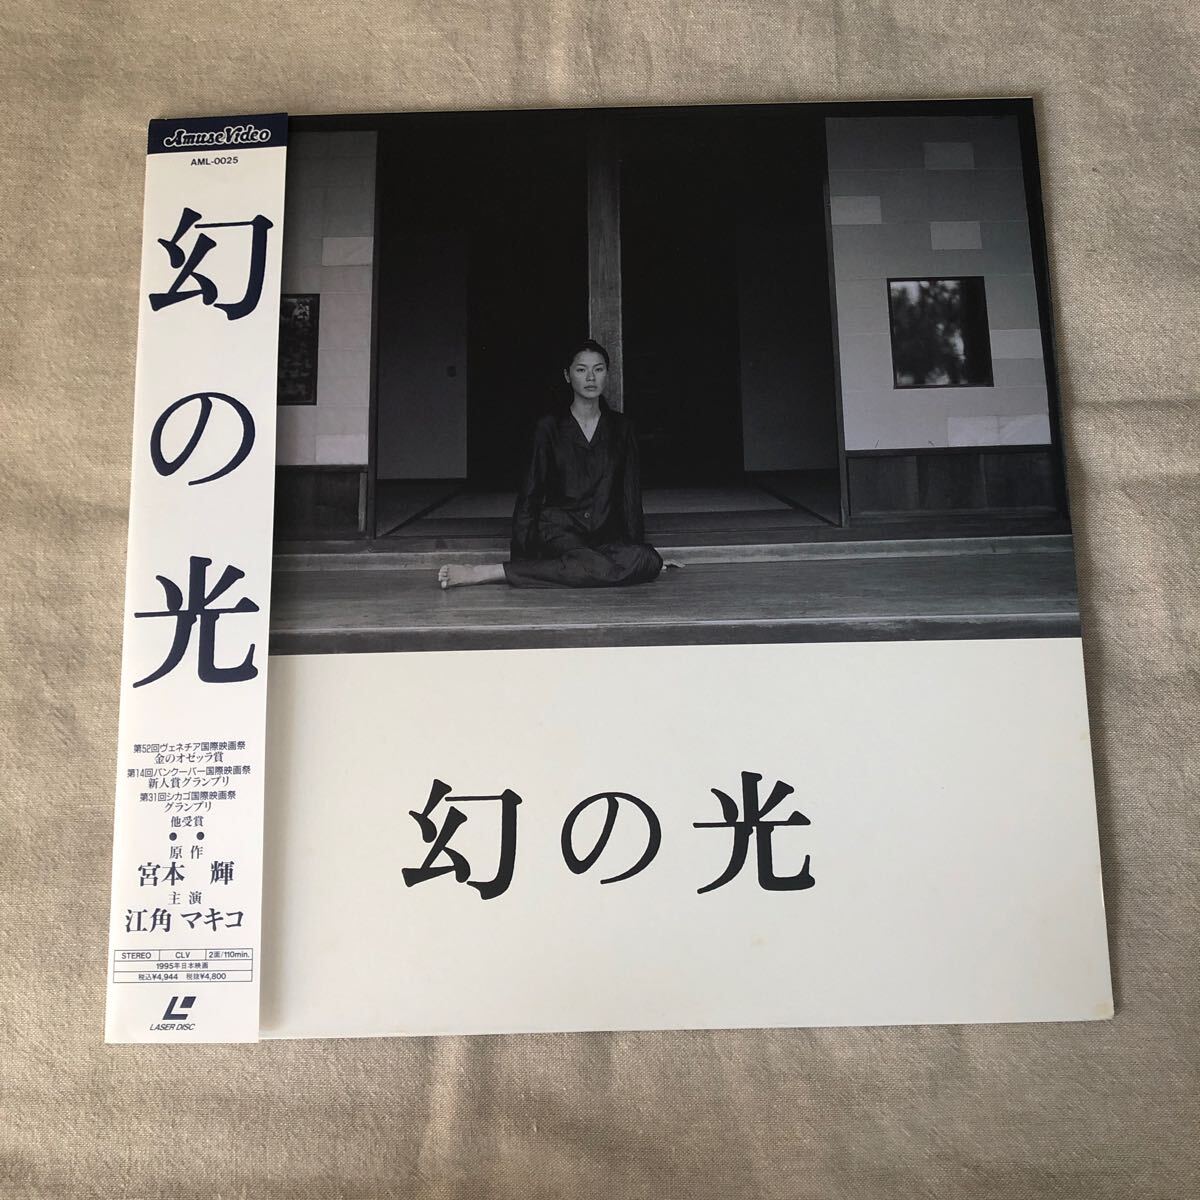 AmuseVideo
AML-0025
幻の光
第52回ヴェネチア国際映画祭
金のオゼッラ賞
第14回バンクーバー国際映画祭
新人賞グランプリ
第31回シカゴ国際映画祭
グランプリ
他受賞
原作
宮本 輝
主演
江角 マキコ
STEREO CLV 2面/110min.
1995年日本映画
税込¥4,944 税抜¥4,800
LASER DISC
幻の光